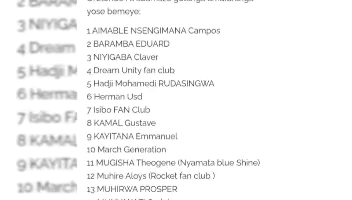 yose bemeye:
1 AIMABLE NSENGIMANA Campos
2 BARAMBA EDUARD
3 NIYIGABA Claver
4 Dream Unity fan club
5 Hadji Mohamedi RUDASINGWA
6 Herman Usd
7 Isibo FAN Club
8 KAMAL Gustave
9 KAYITANA Emmanuel
10 March Generation
11 MUGISHA Theogene (Nyamata blue Shine)
12 Muhire Aloys (Rocket fan club )
13 MUHIRWA PROSPER